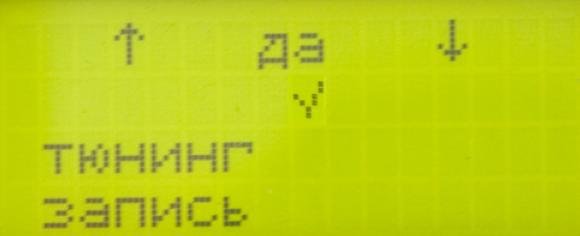 ↑ да ↓
√
тюнинг
запись